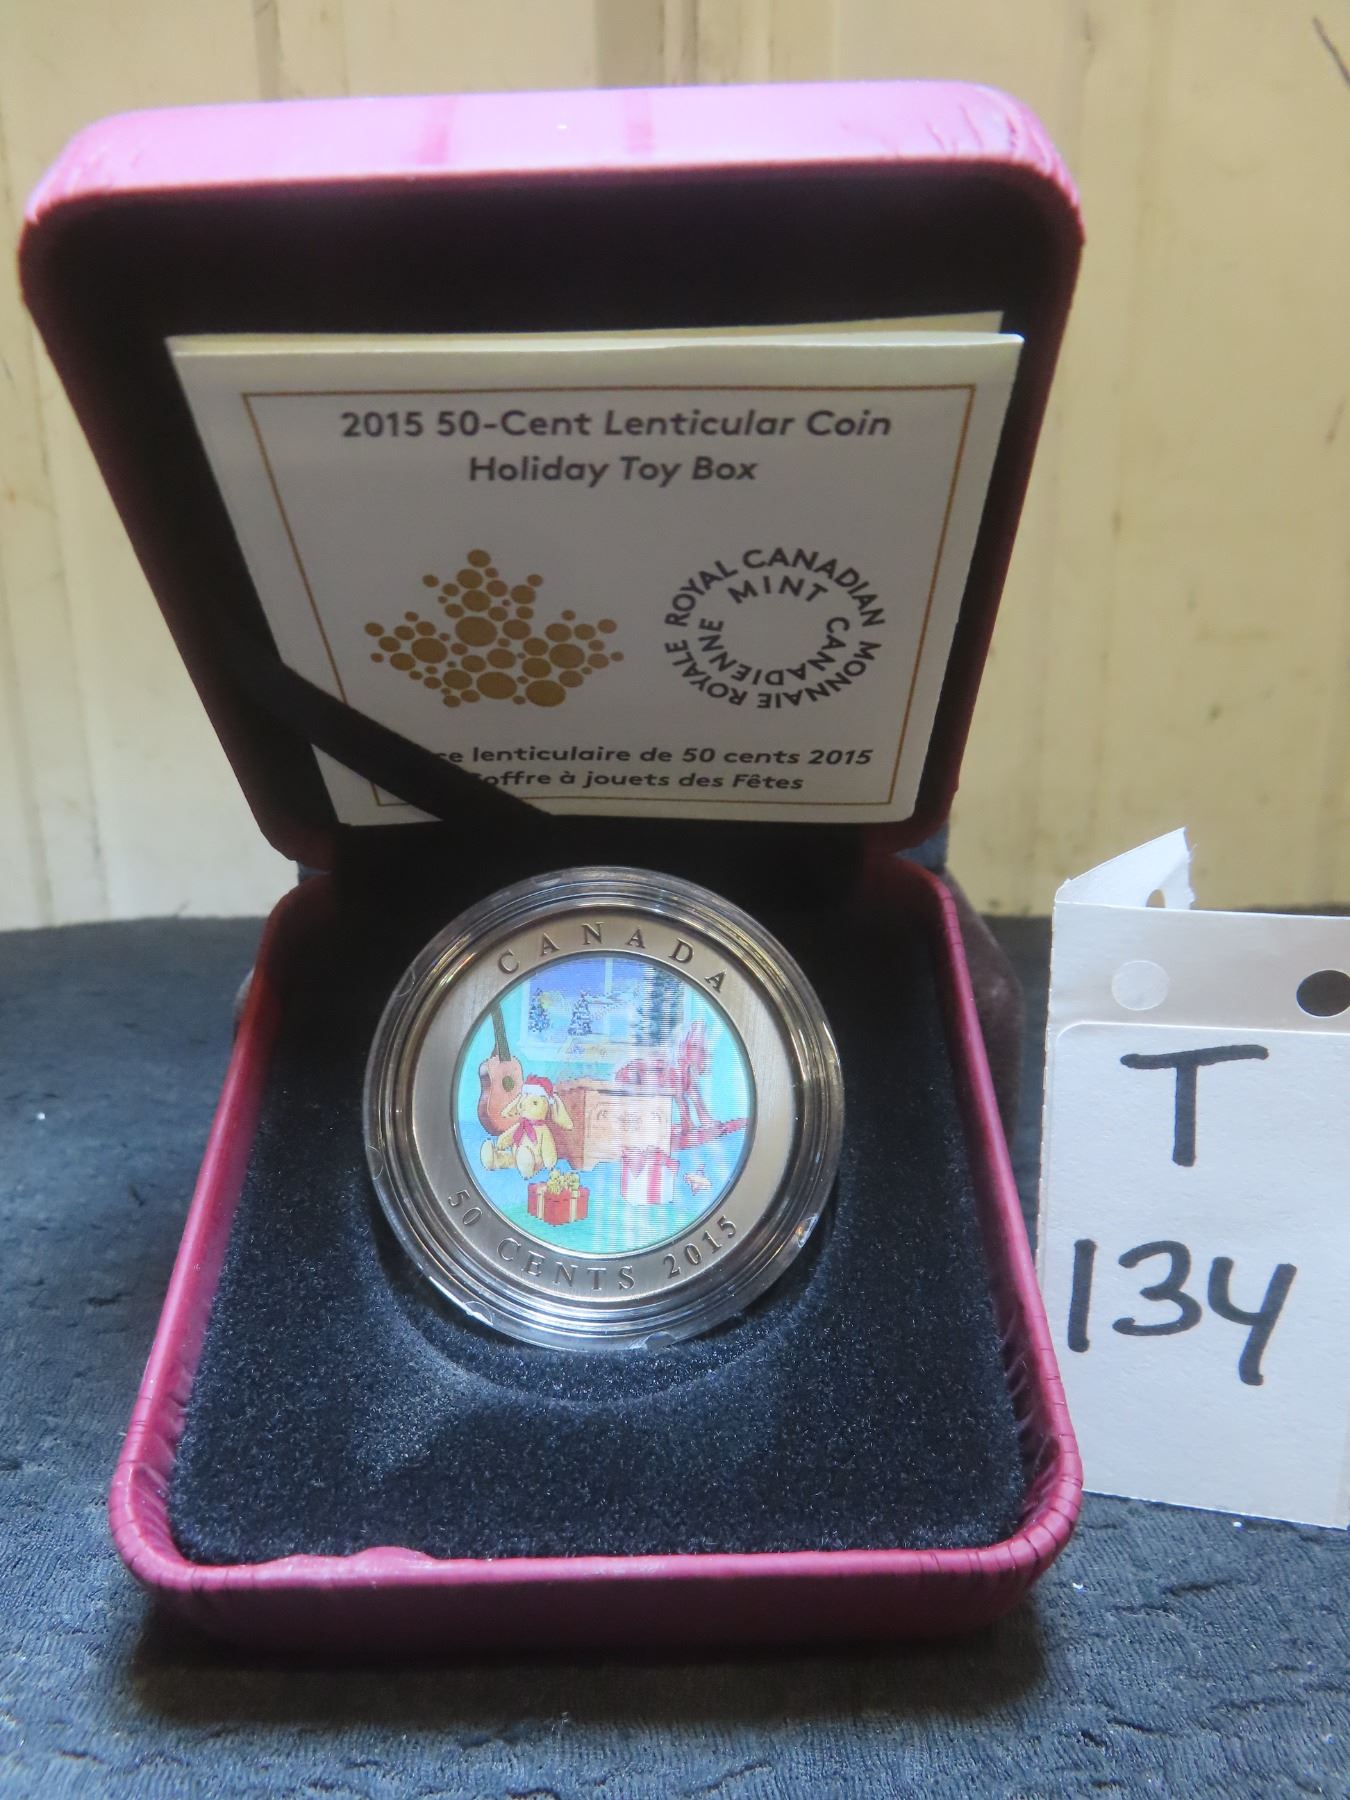 2015 50-Cent Lenticular Coin
Holiday Toy Box
ROYAL CANADIAN MINT
MONNAIE ROYALE CANADIENNE
lenticulaire de 50 cents 2015
à jouets des Fêtes
CANADA
50 CENTS 2015
T
134